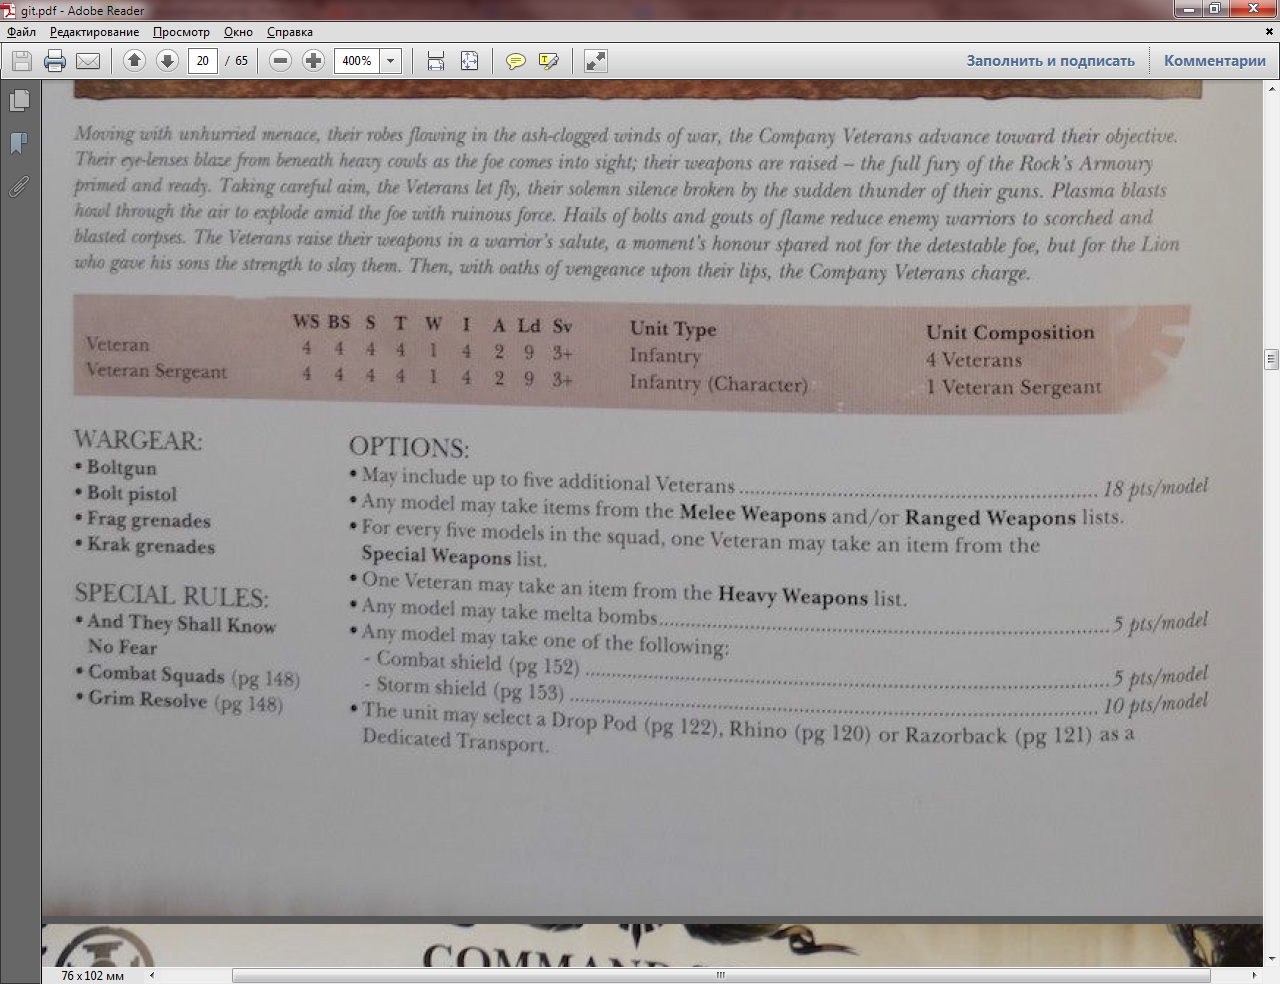 git.pdf - Adobe Reader
Файл Редактирование Просмотр Окно Справка
20 / 65 400% Заполнить и подписать Комментарии
Moving with unhurried menace, their robes flowing in the ash-clogged winds of war, the Company Veterans advance toward their objective.
Their eye-lenses blaze from beneath heavy cowls as the foe comes into sight; their weapons are raised – the full fury of the Rock's Armoury
primed and ready. Taking careful aim, the Veterans let fly, their solemn silence broken by the sudden thunder of their guns. Plasma blasts
howl through the air to explode amid the foe with ruinous force. Hails of bolts and gouts of flame reduce enemy warriors to scorched and
blasted corpses. The Veterans raise their weapons in a warrior's salute, a moment's honour spared not for the detestable foe, but for the Lion
who gave his sons the strength to slay them. Then, with oaths of vengeance upon their lips, the Company Veterans charge.
WS BS S T W I A Ld Sv Unit Type Unit Composition
Veteran 4 4 4 4 1 4 2 9 3+ Infantry 4 Veterans
Veteran Sergeant 4 4 4 4 1 4 2 9 3+ Infantry (Character) 1 Veteran Sergeant
WARGEAR:
• Boltgun
• Bolt pistol
• Frag grenades
• Krak grenades
SPECIAL RULES:
• And They Shall Know
No Fear
• Combat Squads (pg 148)
• Grim Resolve (pg 148)
OPTIONS:
• May include up to five additional Veterans ........ 18 pts/model
• Any model may take items from the Melee Weapons and/or Ranged Weapons lists.
• For every five models in the squad, one Veteran may take an item from the
Special Weapons list.
• One Veteran may take an item from the Heavy Weapons list.
• Any model may take melta bombs........ 5 pts/model
• Any model may take one of the following:
- Combat shield (pg 152) ........ 5 pts/model
- Storm shield (pg 153) ........ 10 pts/model
• The unit may select a Drop Pod (pg 122), Rhino (pg 120) or Razorback (pg 121) as a
Dedicated Transport.
COMMAND
76 x 102 мм